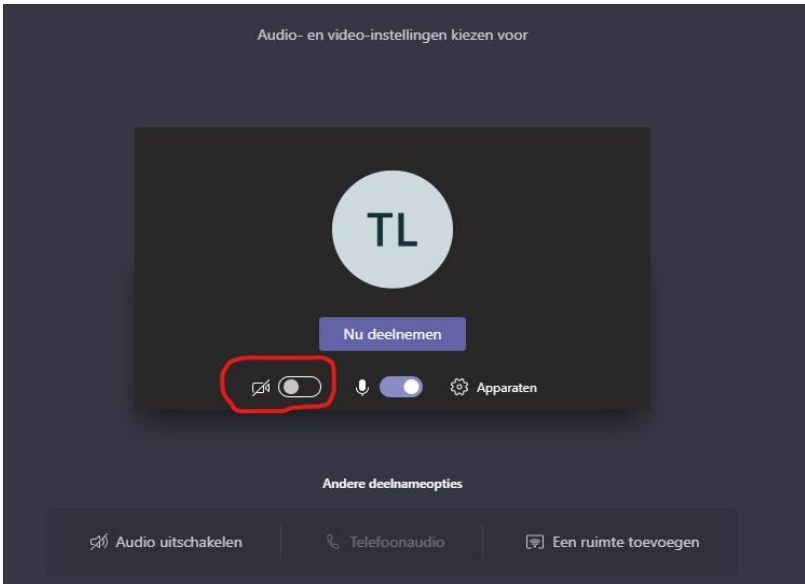 Audio- en video-instellingen kiezen voor
TL
Nu deelnemen
Apparaten
Andere deelnameopties
Audio uitschakelen
Telefoonaudio
Een ruimte toevoegen